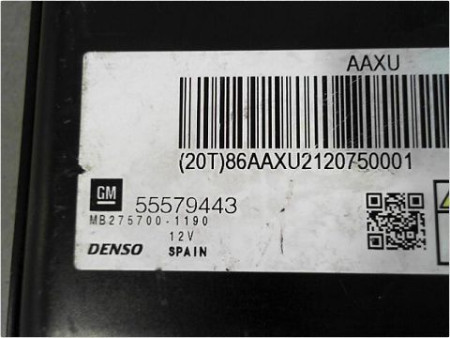 AAXU
(20T)86AAXU2120750001
GM 55579443
MB275700-1190
12V
DENSO SPAIN